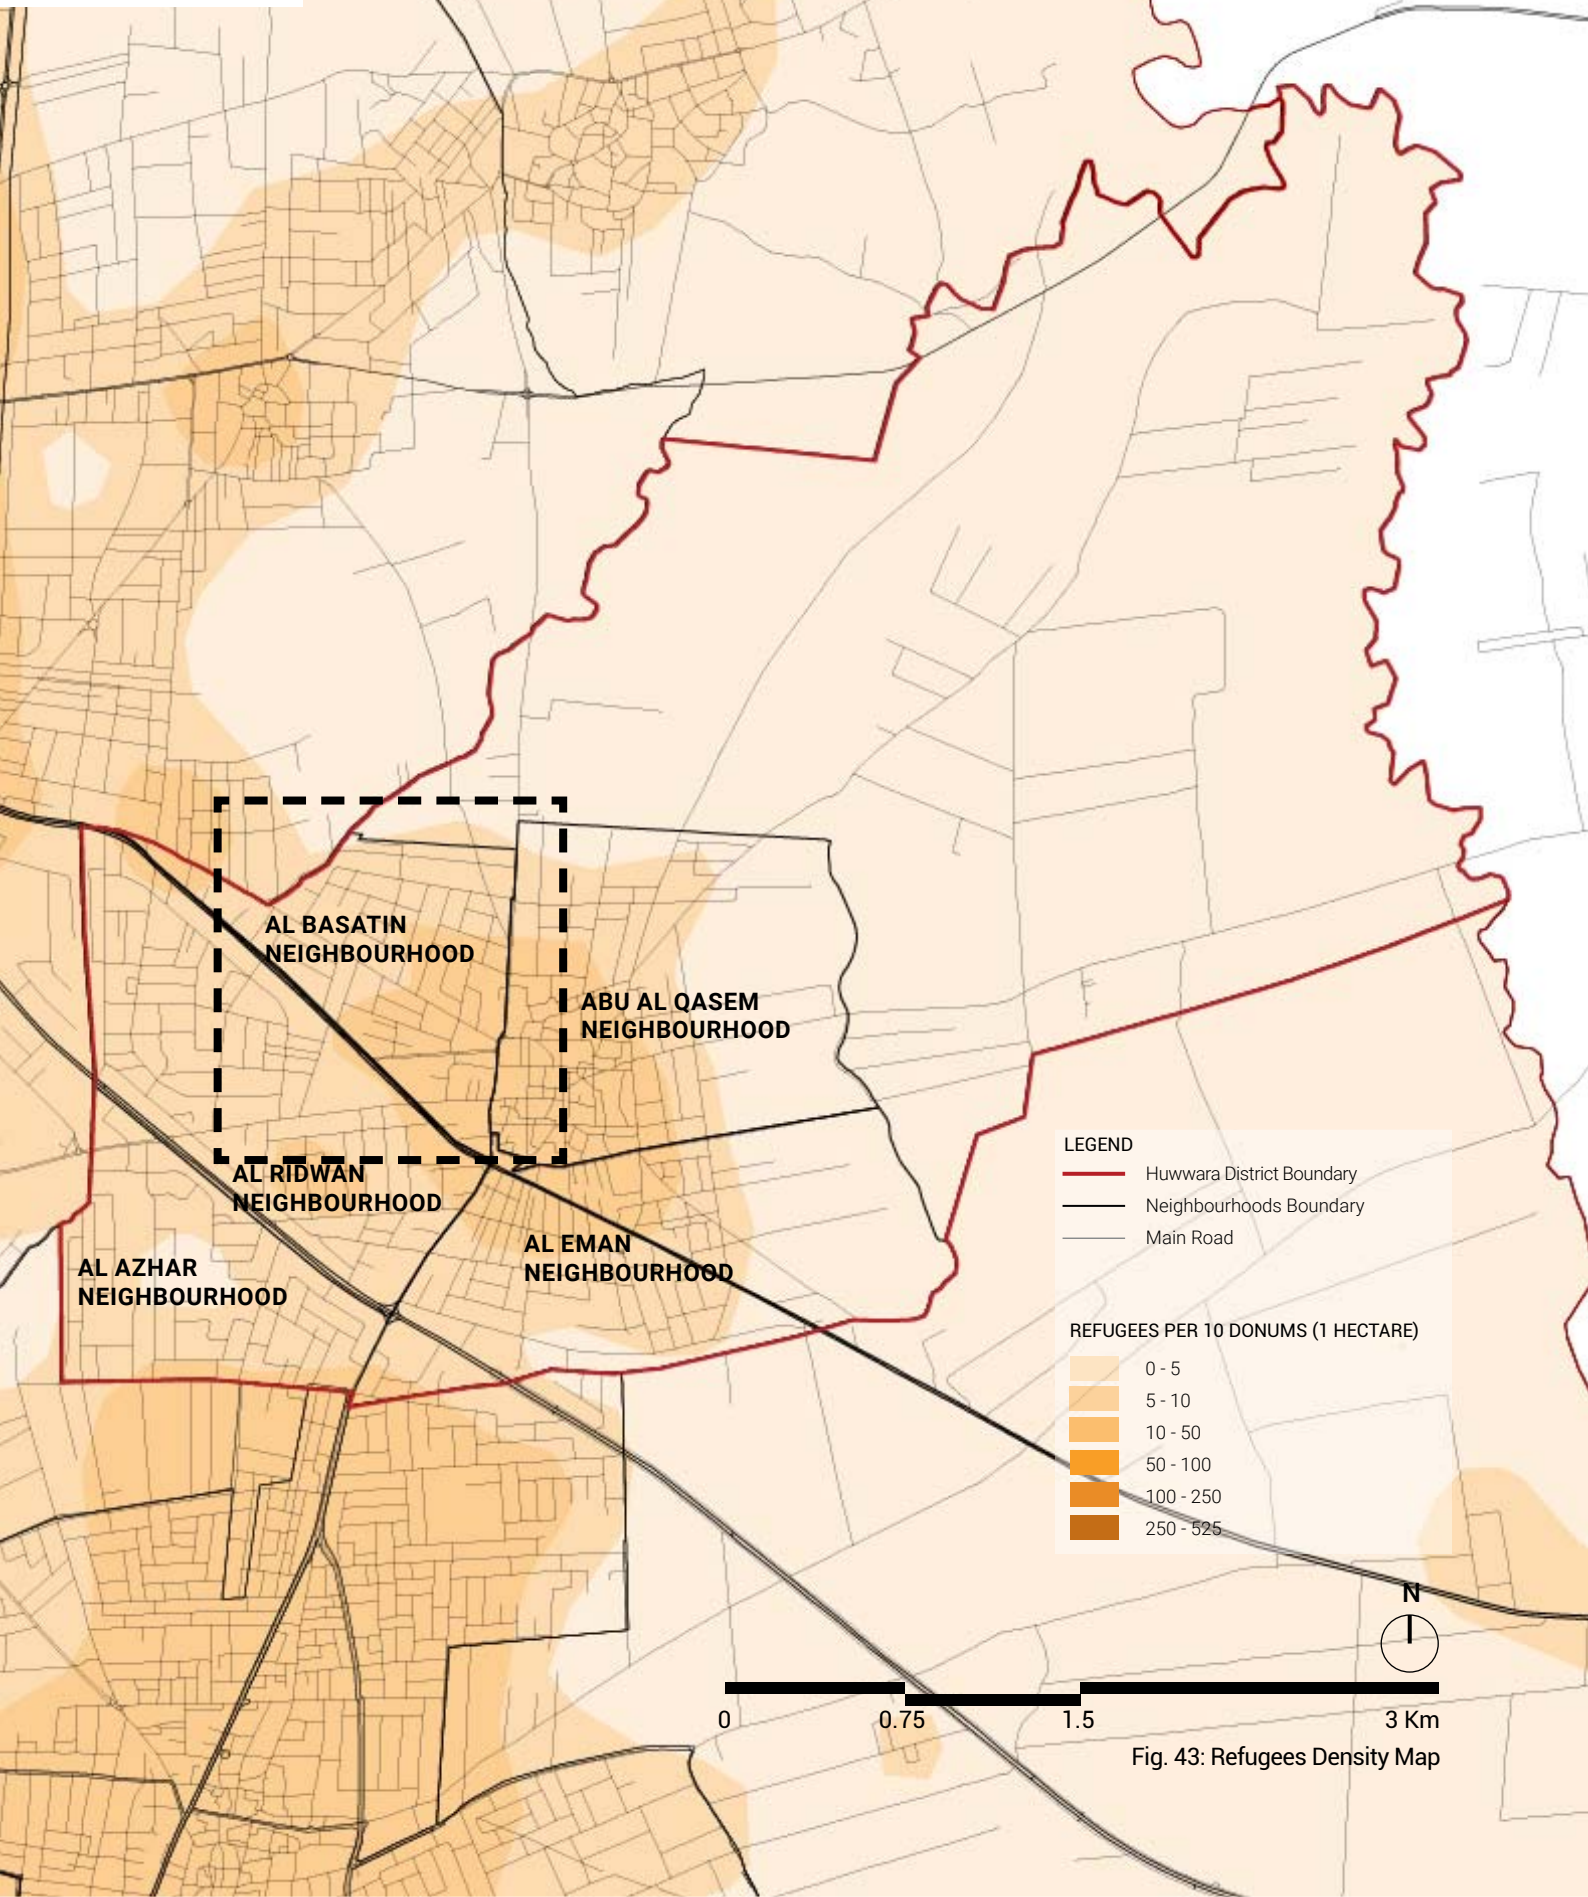 AL BASATIN
NEIGHBOURHOOD
ABU AL QASEM
NEIGHBOURHOOD
AL RIDWAN
NEIGHBOURHOOD
AL EMAN
NEIGHBOURHOOD
AL AZHAR
NEIGHBOURHOOD
LEGEND
Huwwara District Boundary
Neighbourhoods Boundary
Main Road
REFUGEES PER 10 DONUMS (1 HECTARE)
0 - 5
5 - 10
10 - 50
50 - 100
100 - 250
250 - 525
N
0 0.75 1.5 3 Km
Fig. 43: Refugees Density Map